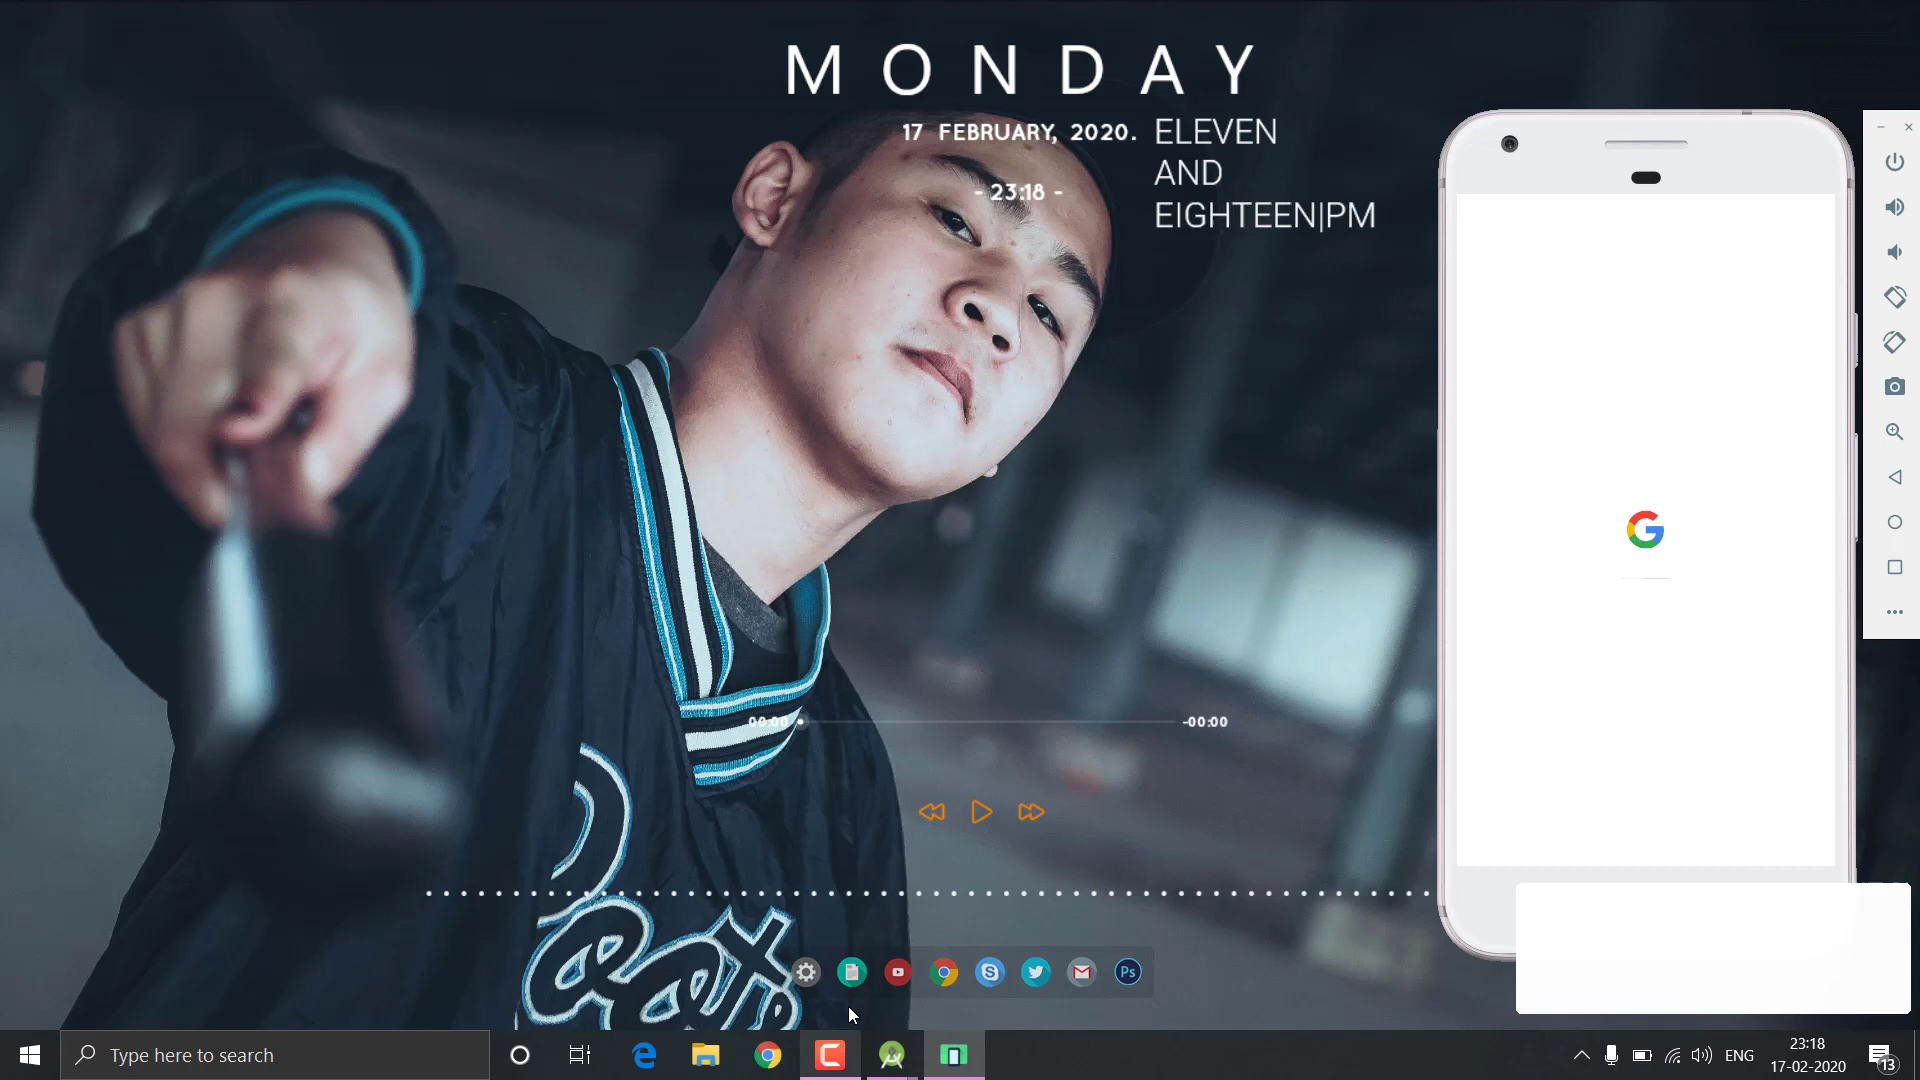 MONDAY
17 FEBRUARY, 2020.
- 23:18 -
ELEVEN
AND
EIGHTEEN|PM
00:00
-00:00
Ps
Type here to search
ENG
23:18
17-02-2020
13